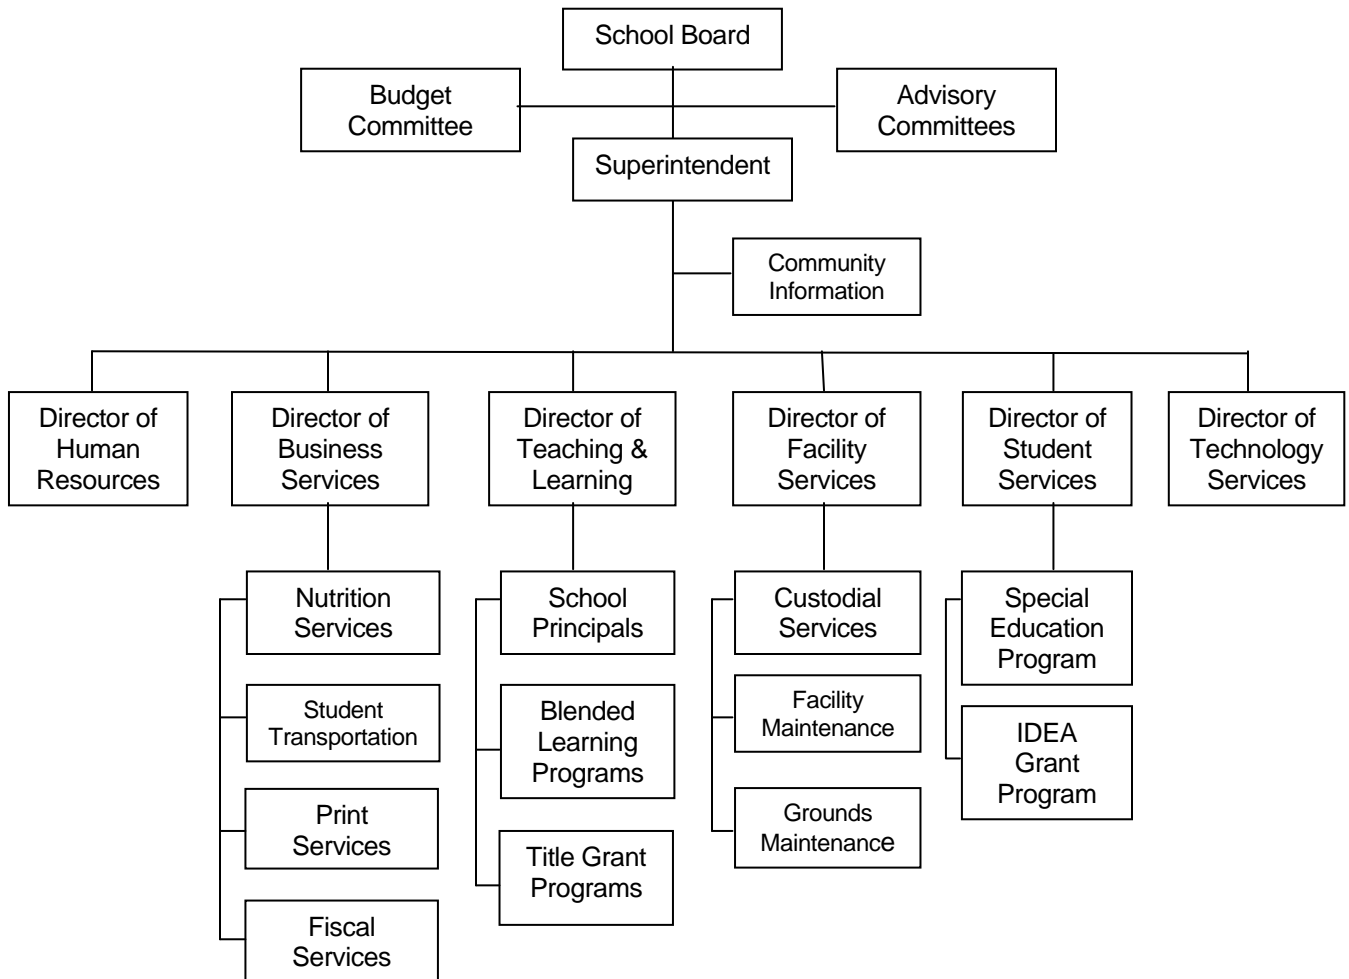 School Board
Budget
Committee
Advisory
Committees
Superintendent
Community
Information
Director of
Human
Resources
Director of
Business
Services
Director of
Teaching &
Learning
Director of
Facility
Services
Director of
Student
Services
Director of
Technology
Services
Nutrition
Services
Student
Transportation
Print
Services
Fiscal
Services
School
Principals
Blended
Learning
Programs
Title Grant
Programs
Custodial
Services
Facility
Maintenance
Grounds
Maintenance
Special
Education
Program
IDEA
Grant
Program